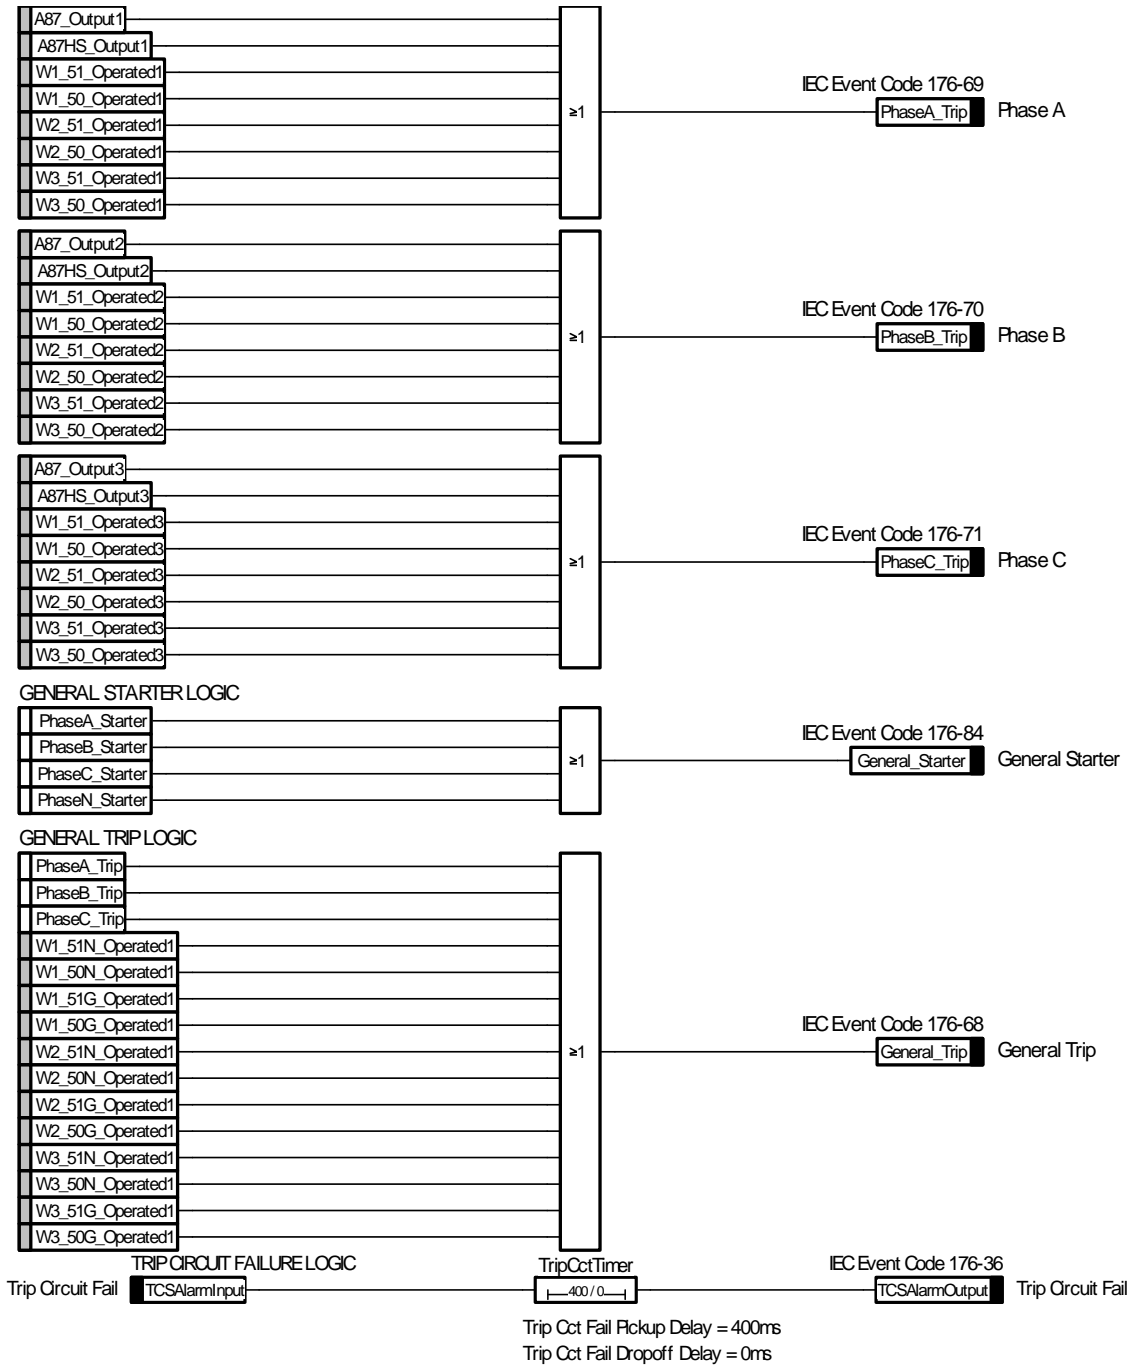 A87_Output1
A87HS_Output1
W1_51_Operated1
W1_50_Operated1
W2_51_Operated1
W2_50_Operated1
W3_51_Operated1
W3_50_Operated1
≥1
IEC Event Code 176-69
PhaseA_Trip Phase A
A87_Output2
A87HS_Output2
W1_51_Operated2
W1_50_Operated2
W2_51_Operated2
W2_50_Operated2
W3_51_Operated2
W3_50_Operated2
≥1
IEC Event Code 176-70
PhaseB_Trip Phase B
A87_Output3
A87HS_Output3
W1_51_Operated3
W1_50_Operated3
W2_51_Operated3
W2_50_Operated3
W3_51_Operated3
W3_50_Operated3
≥1
IEC Event Code 176-71
PhaseC_Trip Phase C
GENERAL STARTER LOGIC
PhaseA_Starter
PhaseB_Starter
PhaseC_Starter
PhaseN_Starter
≥1
IEC Event Code 176-84
General_Starter General Starter
GENERAL TRIP LOGIC
PhaseA_Trip
PhaseB_Trip
PhaseC_Trip
W1_51N_Operated1
W1_50N_Operated1
W1_51G_Operated1
W1_50G_Operated1
W2_51N_Operated1
W2_50N_Operated1
W2_51G_Operated1
W2_50G_Operated1
W3_51N_Operated1
W3_50N_Operated1
W3_51G_Operated1
W3_50G_Operated1
≥1
IEC Event Code 176-68
General_Trip General Trip
TRIP CIRCUIT FAILURE LOGIC
Trip Circuit Fail TCSAlarmInput
TripCctTimer
400 / 0
IEC Event Code 176-36
TCSAlarmOutput Trip Circuit Fail
Trip Cct Fail Pickup Delay = 400ms
Trip Cct Fail Dropoff Delay = 0ms